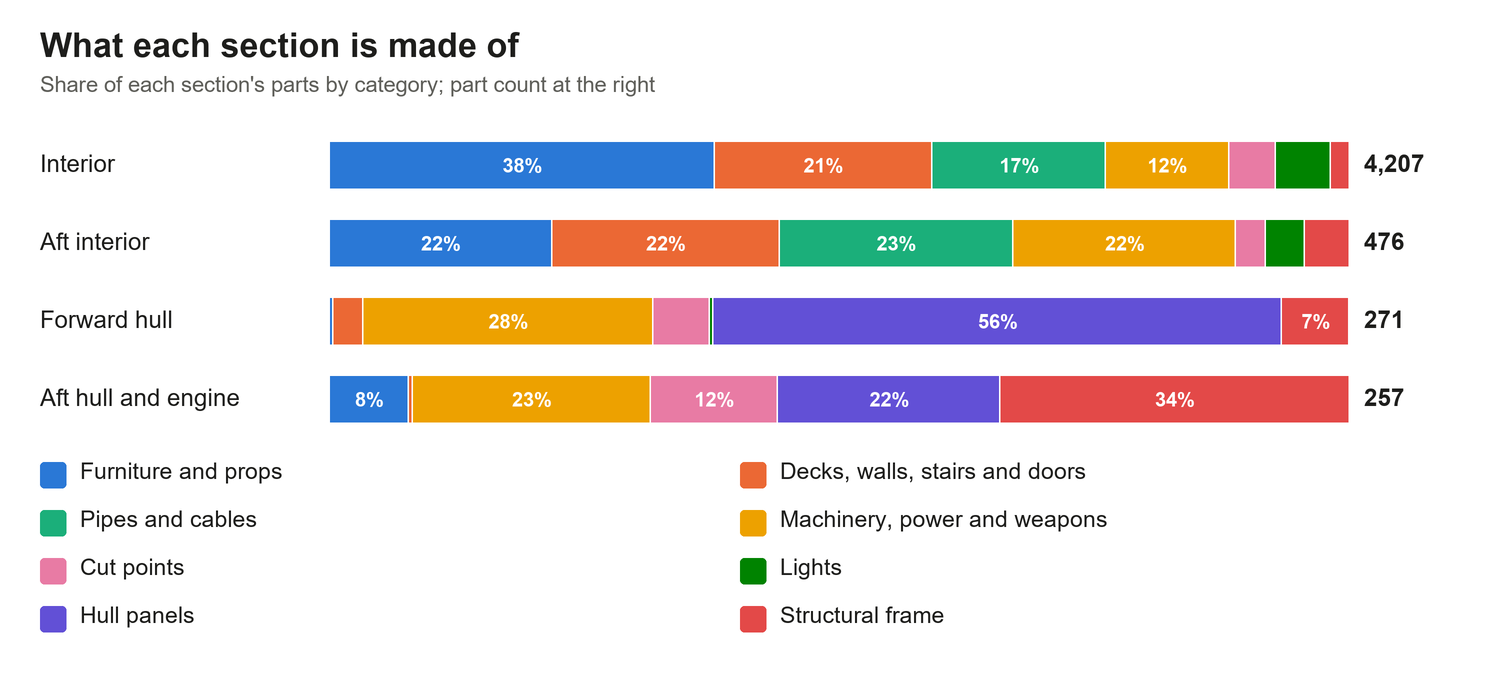 What each section is made of
Share of each section's parts by category; part count at the right
Interior 38% 21% 17% 12% 4,207
Aft interior 22% 22% 23% 22% 476
Forward hull 28% 56% 7% 271
Aft hull and engine 8% 23% 12% 22% 34% 257
Furniture and props Decks, walls, stairs and doors
Pipes and cables Machinery, power and weapons
Cut points Lights
Hull panels Structural frame